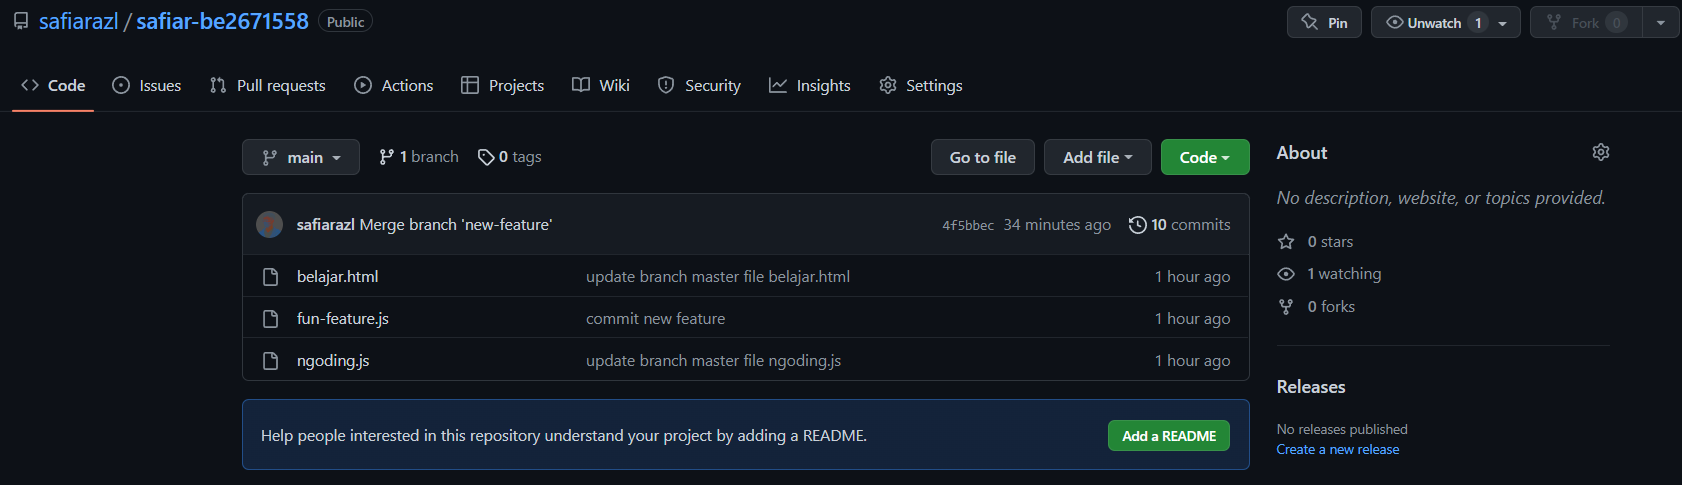 safiarazl / safiar-be2671558 Public
Pin Unwatch 1 Fork 0
Code Issues Pull requests Actions Projects Wiki Security Insights Settings
main 1 branch 0 tags Go to file Add file Code
safiarazl Merge branch 'new-feature' 4f5bbec 34 minutes ago 10 commits
belajar.html update branch master file belajar.html 1 hour ago
fun-feature.js commit new feature 1 hour ago
ngoding.js update branch master file ngoding.js 1 hour ago
Help people interested in this repository understand your project by adding a README. Add a README
About
No description, website, or topics provided.
0 stars
1 watching
0 forks
Releases
No releases published
Create a new release